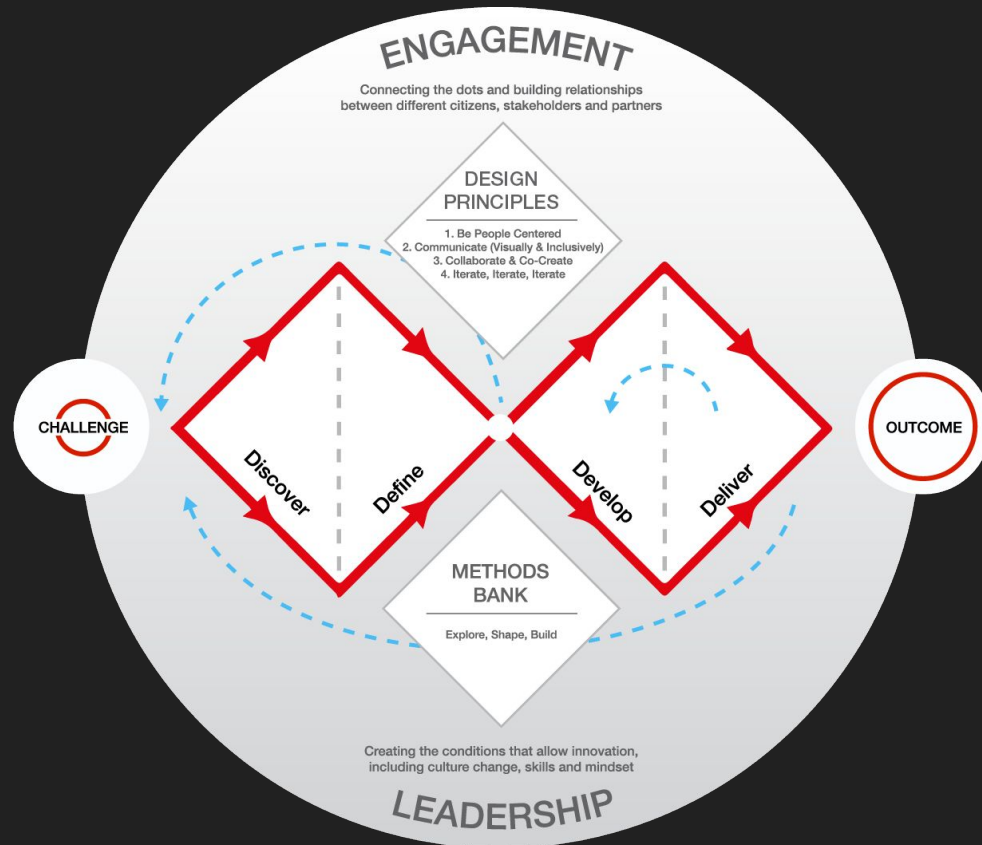 ENGAGEMENT
Connecting the dots and building relationships
between different citizens, stakeholders and partners
DESIGN
PRINCIPLES
1. Be People Centered
2. Communicate (Visually & Inclusively)
3. Collaborate & Co-Create
4. Iterate, Iterate, Iterate
CHALLENGE
Discover
Define
Develop
Deliver
OUTCOME
METHODS
BANK
Explore, Shape, Build
Creating the conditions that allow innovation,
including culture change, skills and mindset
LEADERSHIP